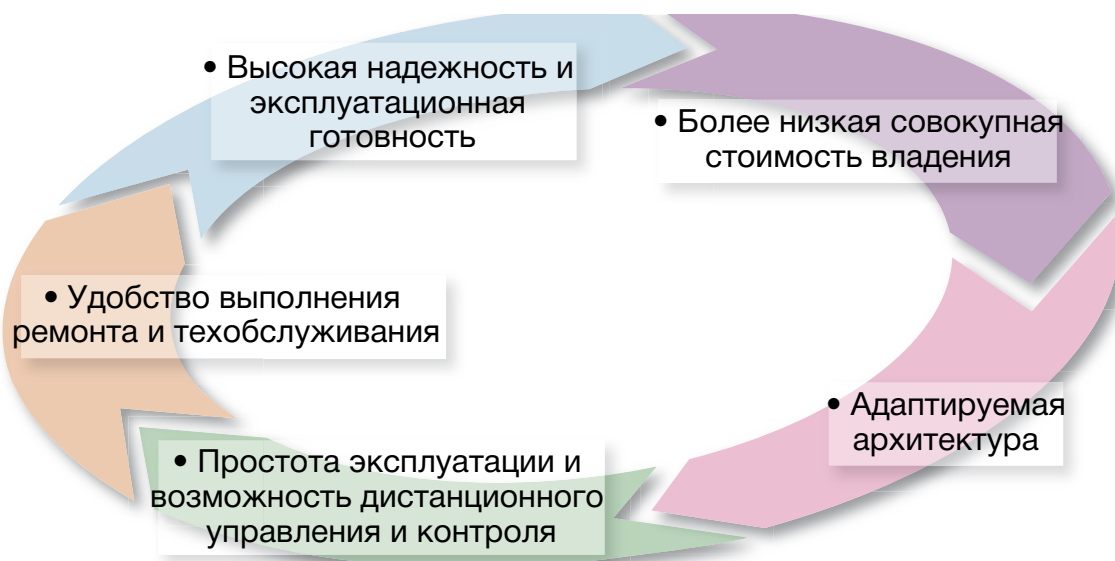 • Высокая надежность и
эксплуатационная
готовность
• Более низкая совокупная
стоимость владения
• Адаптируемая
архитектура
• Простота эксплуатации и
возможность дистанционного
управления и контроля
• Удобство выполнения
ремонта и техобслуживания